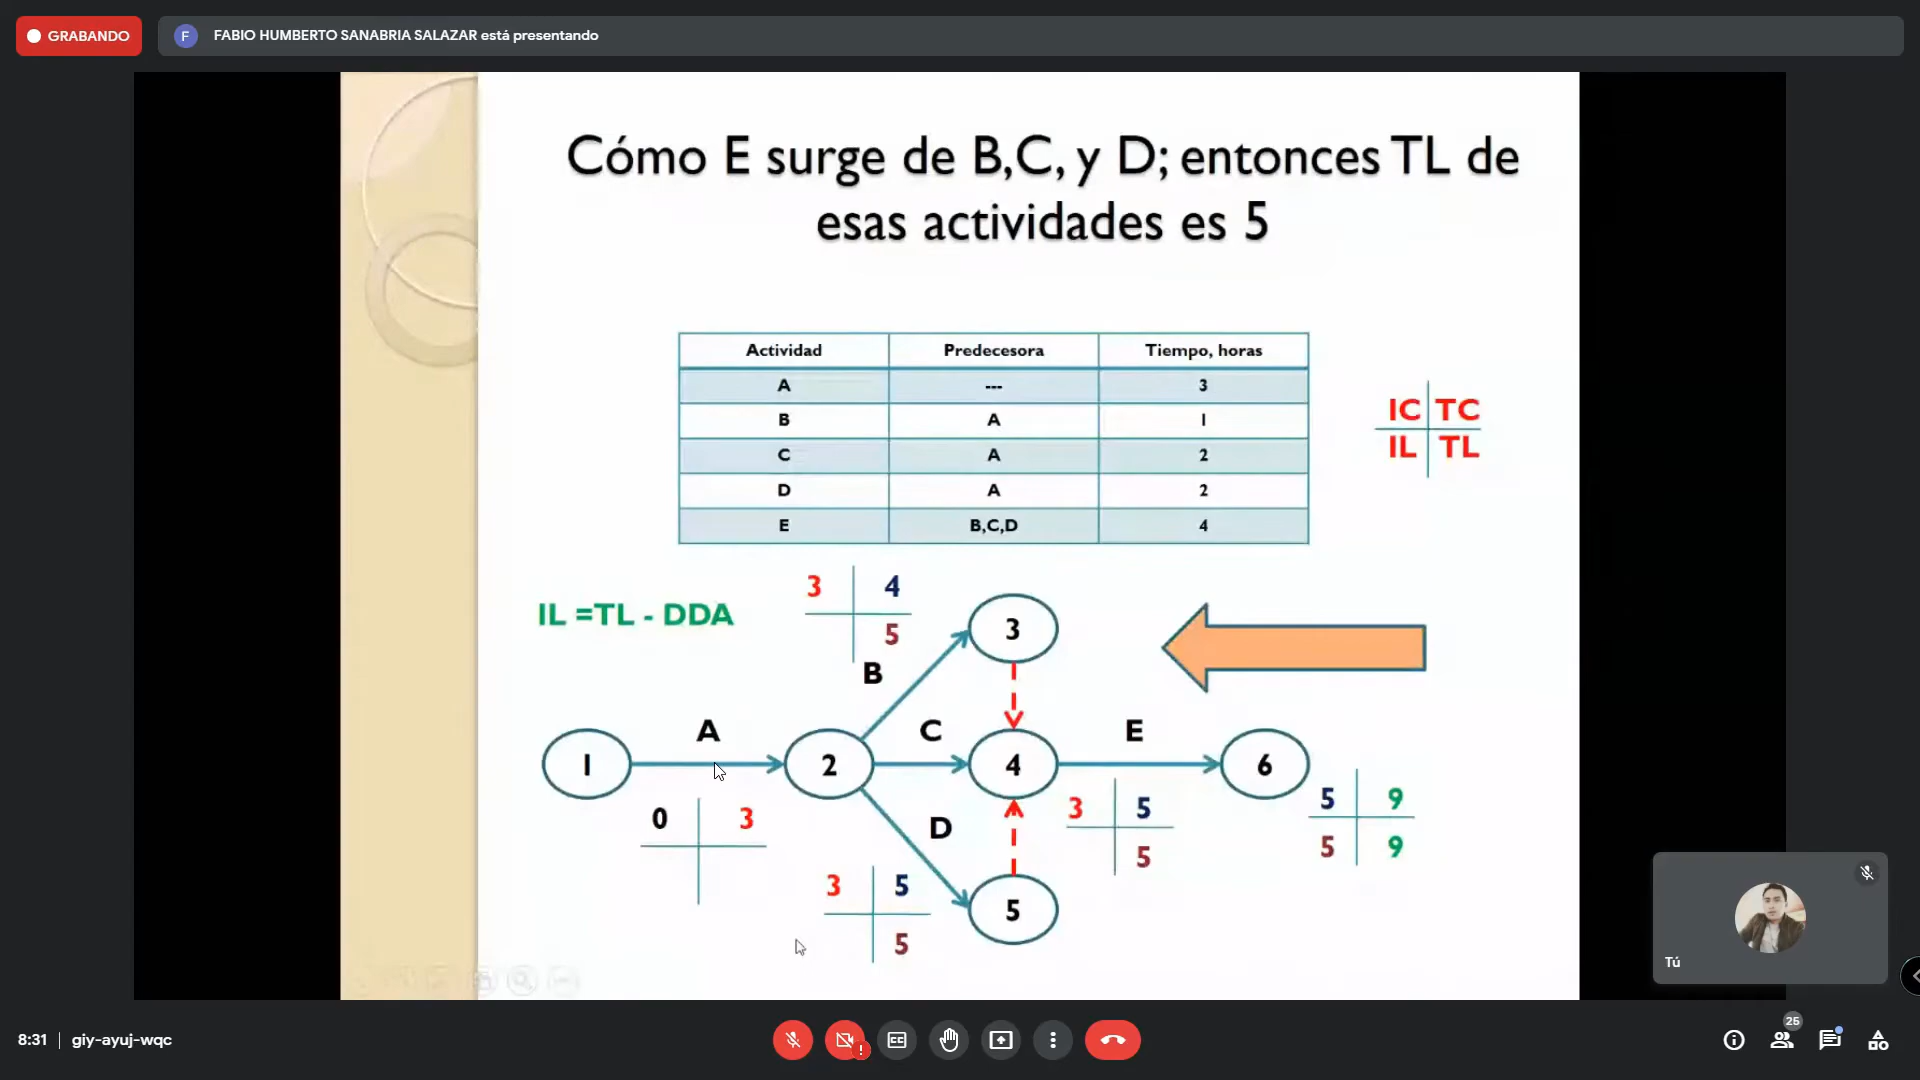 GRABANDO
F
FABIO HUMBERTO SANABRIA SALAZAR está presentando
Cómo E surge de B,C, y D; entonces TL de
esas actividades es 5
Actividad Predecesora Tiempo, horas
A --- 3
B A 1
C A 2
D A 2
E B,C,D 4
IC TC
IL TL
IL =TL - DDA
3 4
5
B
3
A
C
E
1
2
4
6
0 3
D
3 5
5
5 9
5 9
3 5
5
5
Tú
8:31
giy-ayuj-wqc
CC
25